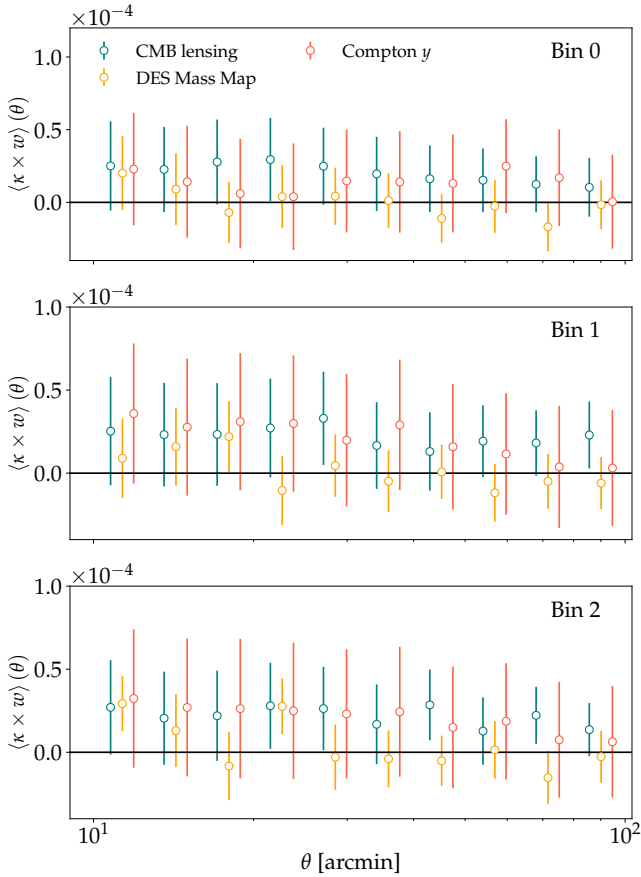 ×10⁻⁴
CMB lensing
Compton y
DES Mass Map
Bin 0
1.0
0.5
0.0
⟨κ × w⟩ (θ)
×10⁻⁴
Bin 1
1.0
0.5
0.0
⟨κ × w⟩ (θ)
×10⁻⁴
Bin 2
1.0
0.5
0.0
⟨κ × w⟩ (θ)
10¹
10²
θ [arcmin]